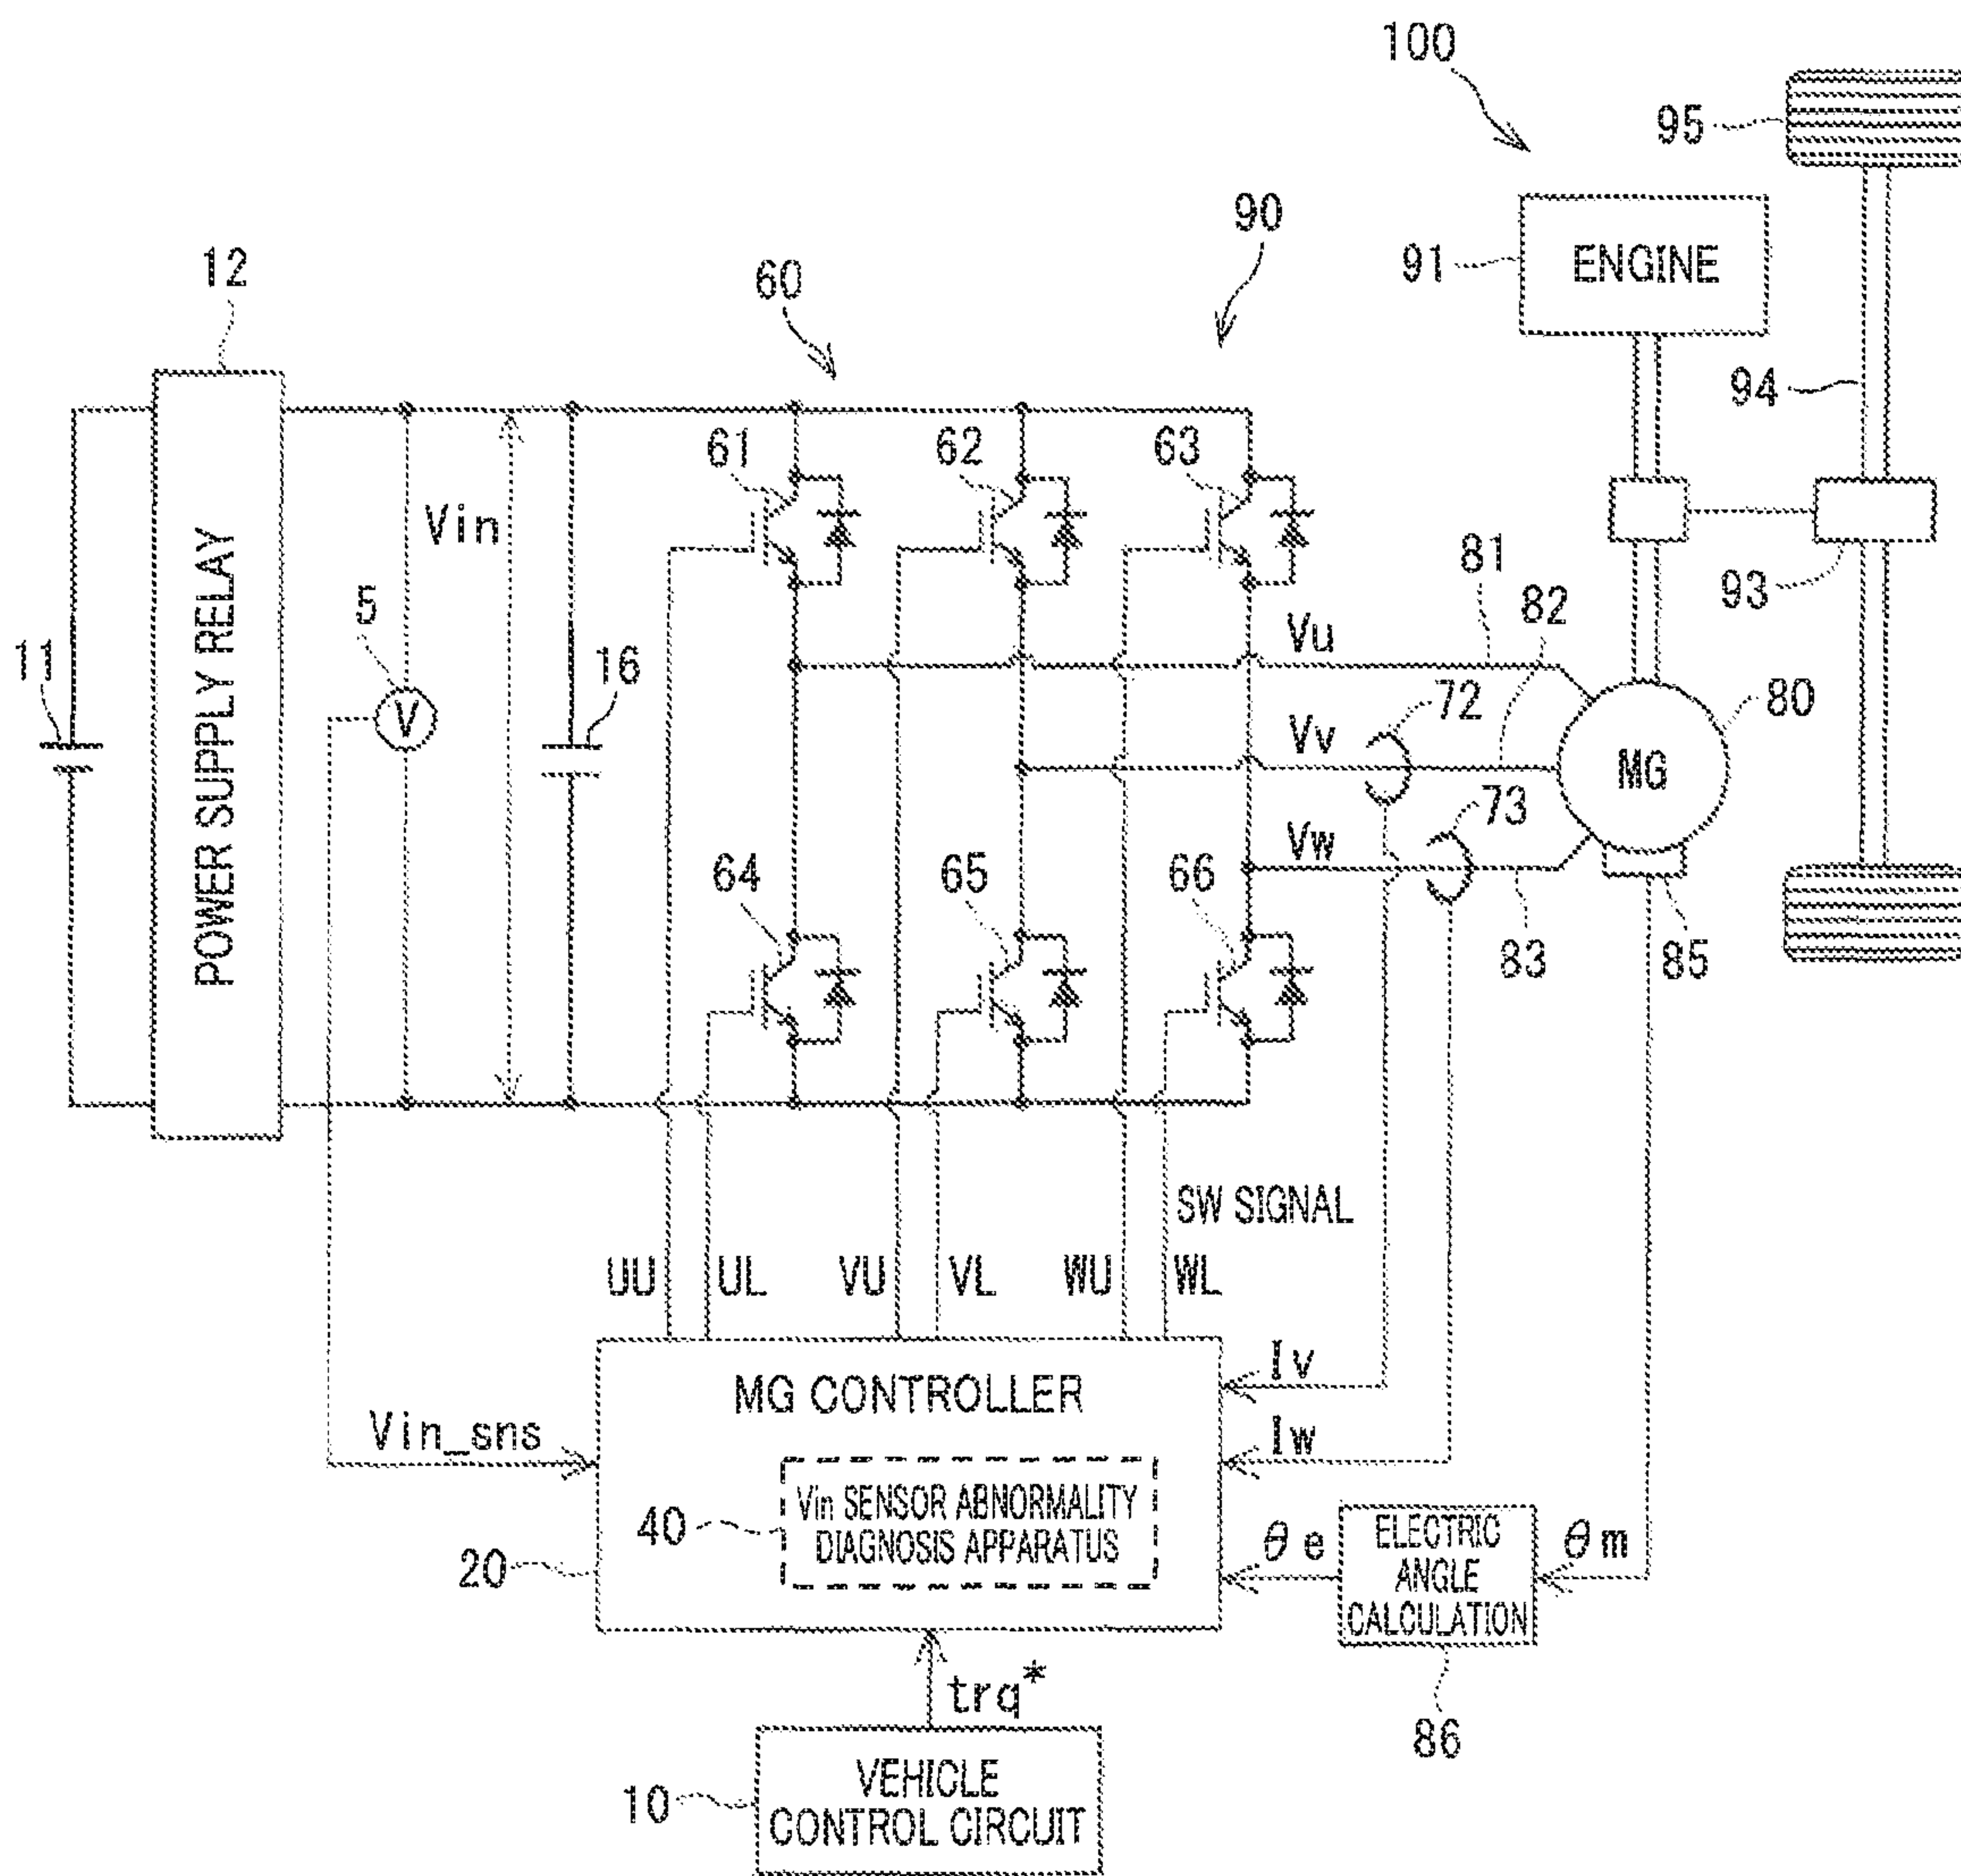 100
95
90
12
60
91
ENGINE
94
61
62
63
Vin
POWER SUPPLY RELAY
81
93
5
Vu
82
11
16
72
80
Vv
MG
73
Vw
64
65
66
83
85
SW SIGNAL
UU
UL
VU
VL
WU
WL
MG CONTROLLER
Iv
Vin_sns
Iw
Vin SENSOR ABNORMALITY
DIAGNOSIS APPARATUS
40
20
θe
ELECTRIC
ANGLE
CALCULATION
θm
trq*
86
VEHICLE
CONTROL CIRCUIT
10
V